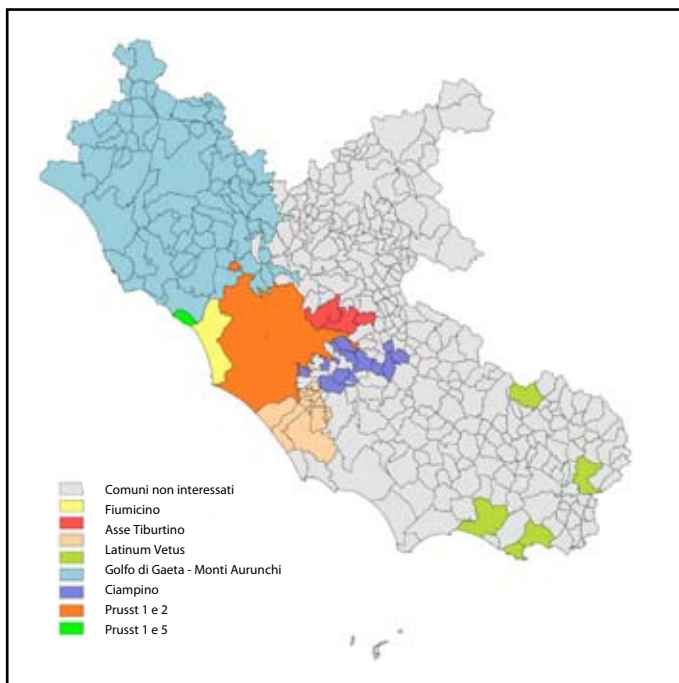 Comuni non interessati
Fiumicino
Asse Tiburtino
Latinum Vetus
Golfo di Gaeta - Monti Aurunchi
Ciampino
Prusst 1 e 2
Prusst 1 e 5